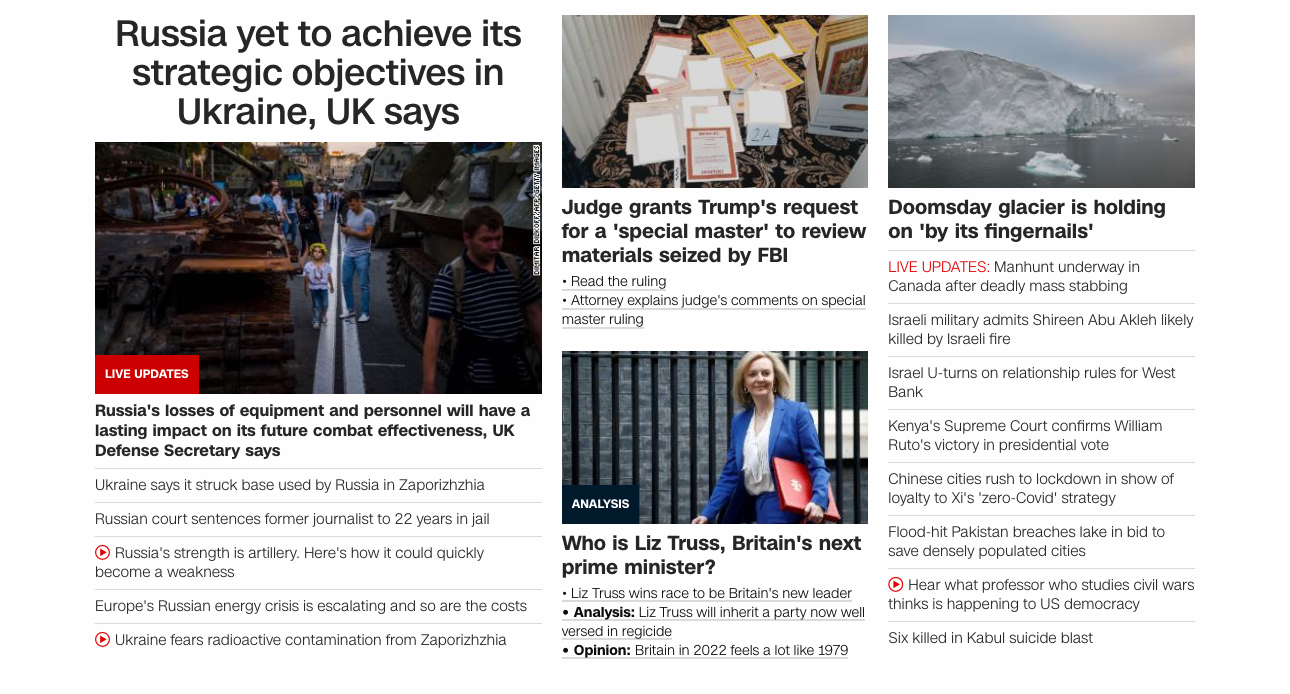 Russia yet to achieve its
strategic objectives in
Ukraine, UK says
LIVE UPDATES
Russia's losses of equipment and personnel will have a
lasting impact on its future combat effectiveness, UK
Defense Secretary says
Ukraine says it struck base used by Russia in Zaporizhzhia
Russian court sentences former journalist to 22 years in jail
Russia's strength is artillery. Here's how it could quickly
become a weakness
Europe's Russian energy crisis is escalating and so are the costs
Ukraine fears radioactive contamination from Zaporizhzhia
2A
Judge grants Trump's request
for a 'special master' to review
materials seized by FBI
• Read the ruling
• Attorney explains judge's comments on special
master ruling
ANALYSIS
Who is Liz Truss, Britain's next
prime minister?
• Liz Truss wins race to be Britain's new leader
• Analysis: Liz Truss will inherit a party now well
versed in regicide
• Opinion: Britain in 2022 feels a lot like 1979
Doomsday glacier is holding
on 'by its fingernails'
LIVE UPDATES: Manhunt underway in
Canada after deadly mass stabbing
Israeli military admits Shireen Abu Akleh likely
killed by Israeli fire
Israel U-turns on relationship rules for West
Bank
Kenya's Supreme Court confirms William
Ruto's victory in presidential vote
Chinese cities rush to lockdown in show of
loyalty to Xi's 'zero-Covid' strategy
Flood-hit Pakistan breaches lake in bid to
save densely populated cities
Hear what professor who studies civil wars
thinks is happening to US democracy
Six killed in Kabul suicide blast